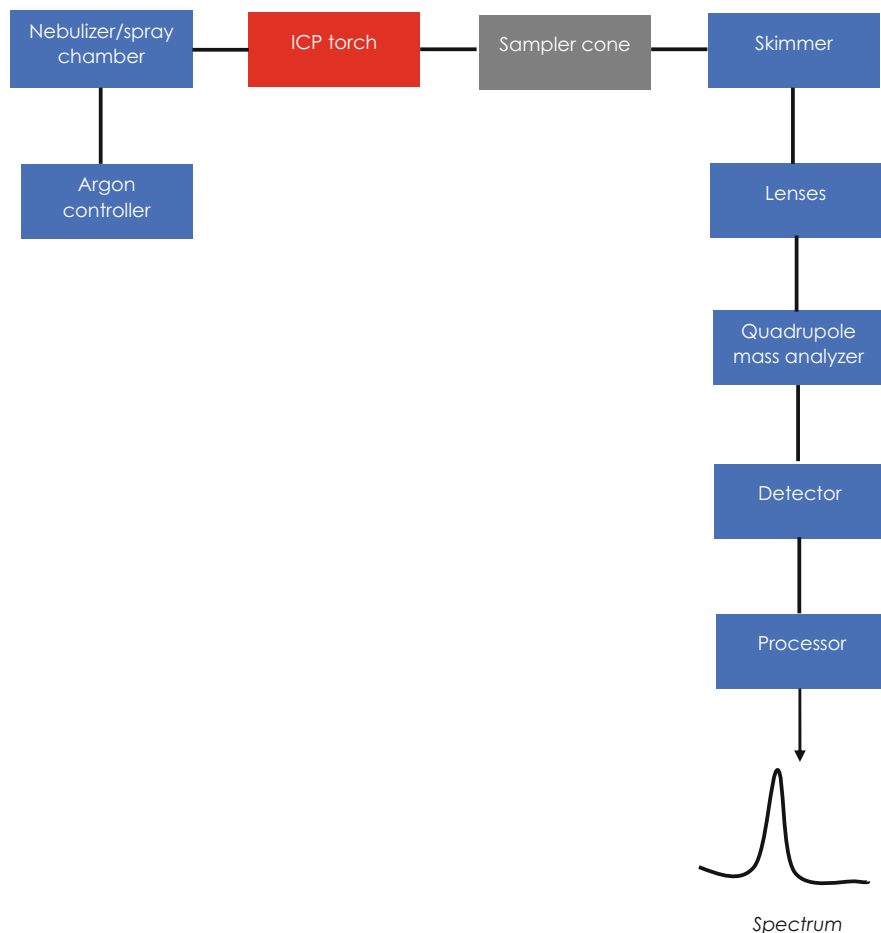 Nebulizer/spray
chamber
ICP torch
Sampler cone
Skimmer
Argon
controller
Lenses
Quadrupole
mass analyzer
Detector
Processor
Spectrum